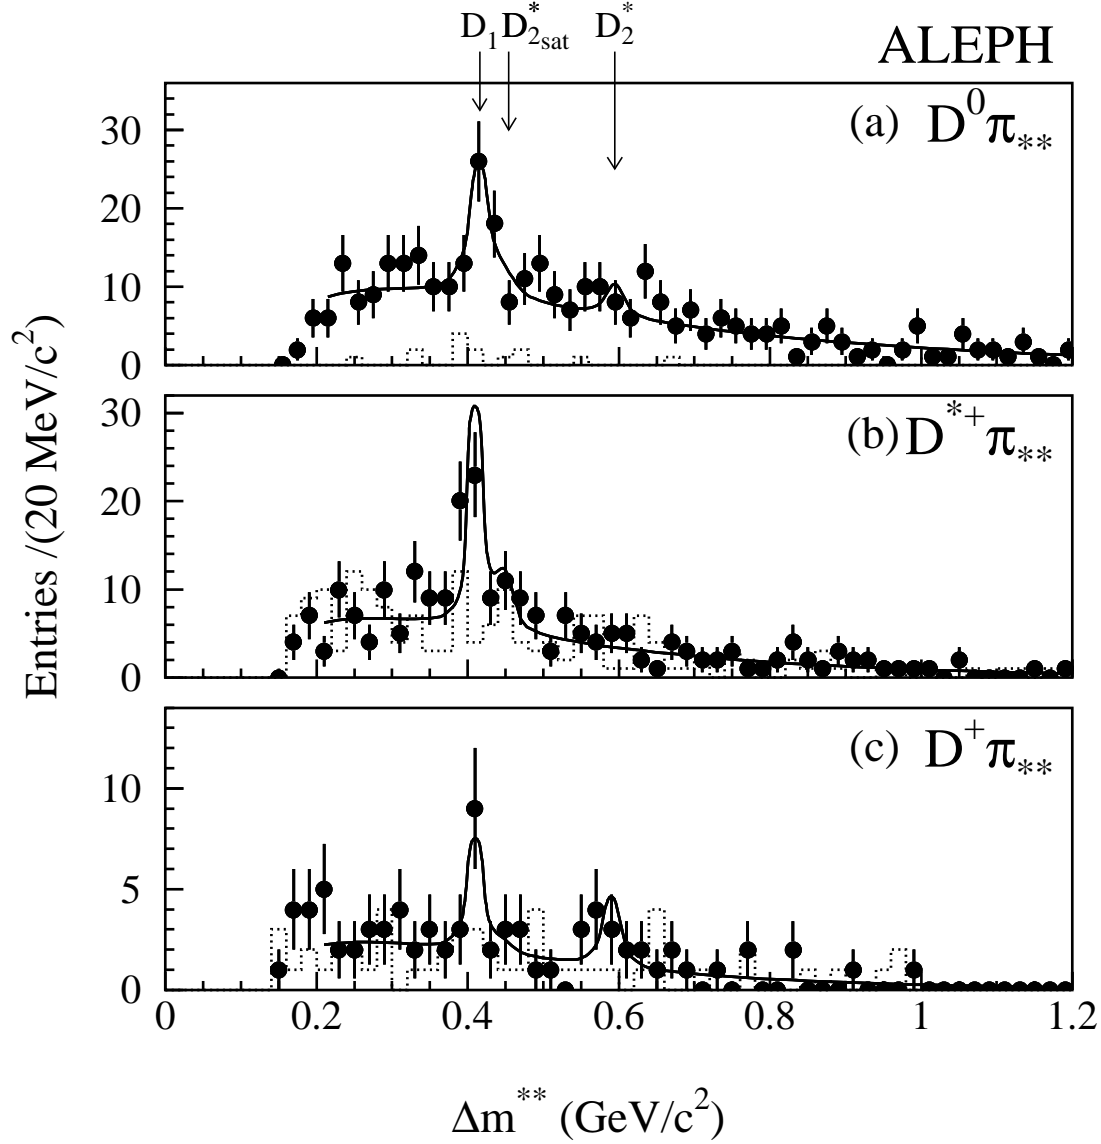 D₁ D*₂sat D*₂
ALEPH
(a) D⁰π**
30
20
10
0
(b) D*⁺π**
30
20
10
0
(c) D⁺π**
10
5
0
0 0.2 0.4 0.6 0.8 1 1.2
Entries /(20 MeV/c²)
Δm** (GeV/c²)